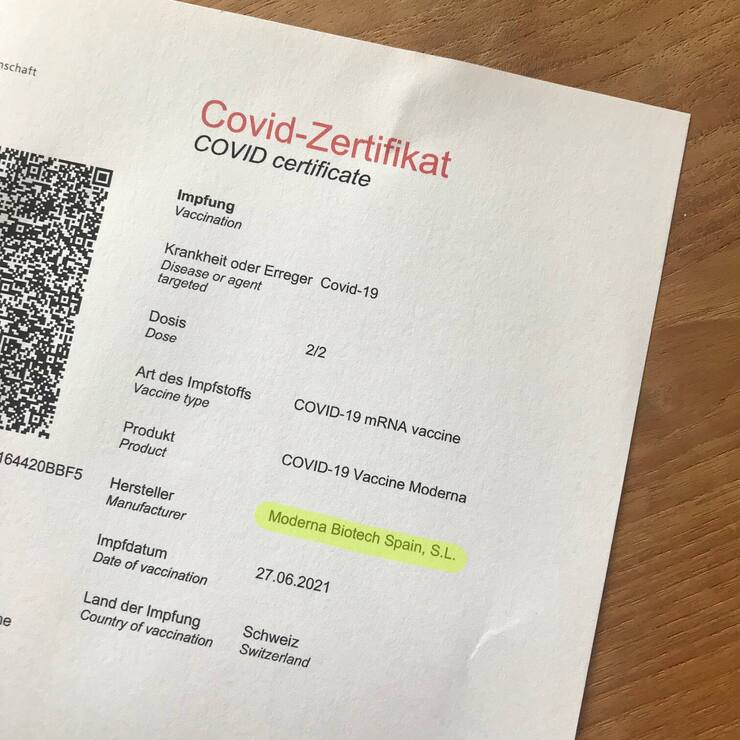 Covid-Zertifikat
COVID certificate
Impfung
Vaccination
Krankheit oder Erreger Covid-19
Disease or agent
targeted
Dosis
Dose
2/2
Art des Impfstoffs
Vaccine type
COVID-19 mRNA vaccine
Produkt
Product
COVID-19 Vaccine Moderna
164420BBF5
Hersteller
Manufacturer
Moderna Biotech Spain, S.L.
Impfdatum
Date of vaccination
27.06.2021
Land der Impfung
Country of vaccination
Schweiz
Switzerland